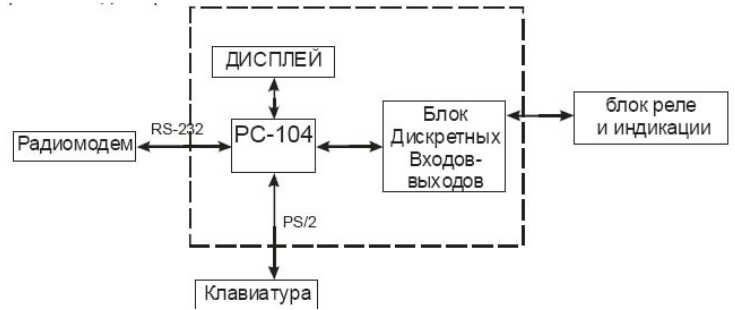 ДИСПЛЕЙ
Блок
Дискретных
Входов-
выходов
блок реле
и индикации
Радиомодем
RS-232
PC-104
PS/2
Клавиатура